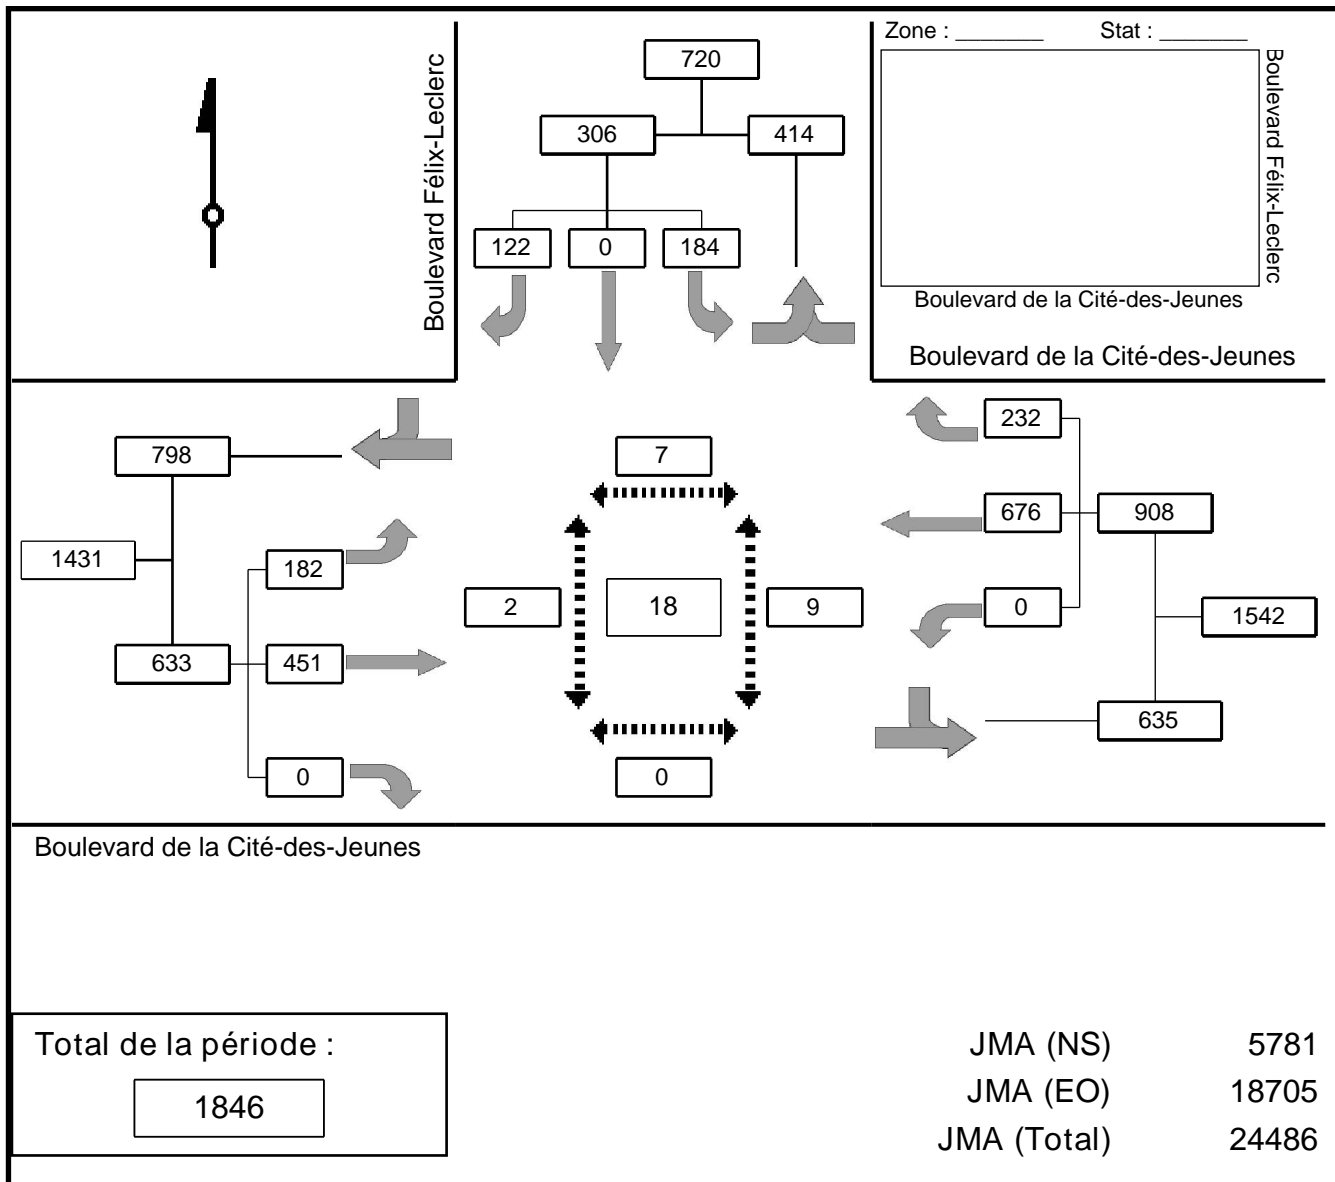 Zone : _______ Stat : _______
Boulevard Félix-Leclerc
Boulevard Félix-Leclerc
Boulevard de la Cité-des-Jeunes
Boulevard de la Cité-des-Jeunes
720
306 414
122 0 184
798
1431
182
633 451
0
7
2 18 9
0
232
676 908
0 1542
635
Boulevard de la Cité-des-Jeunes
Total de la période :
1846
JMA (NS) 5781
JMA (EO) 18705
JMA (Total) 24486